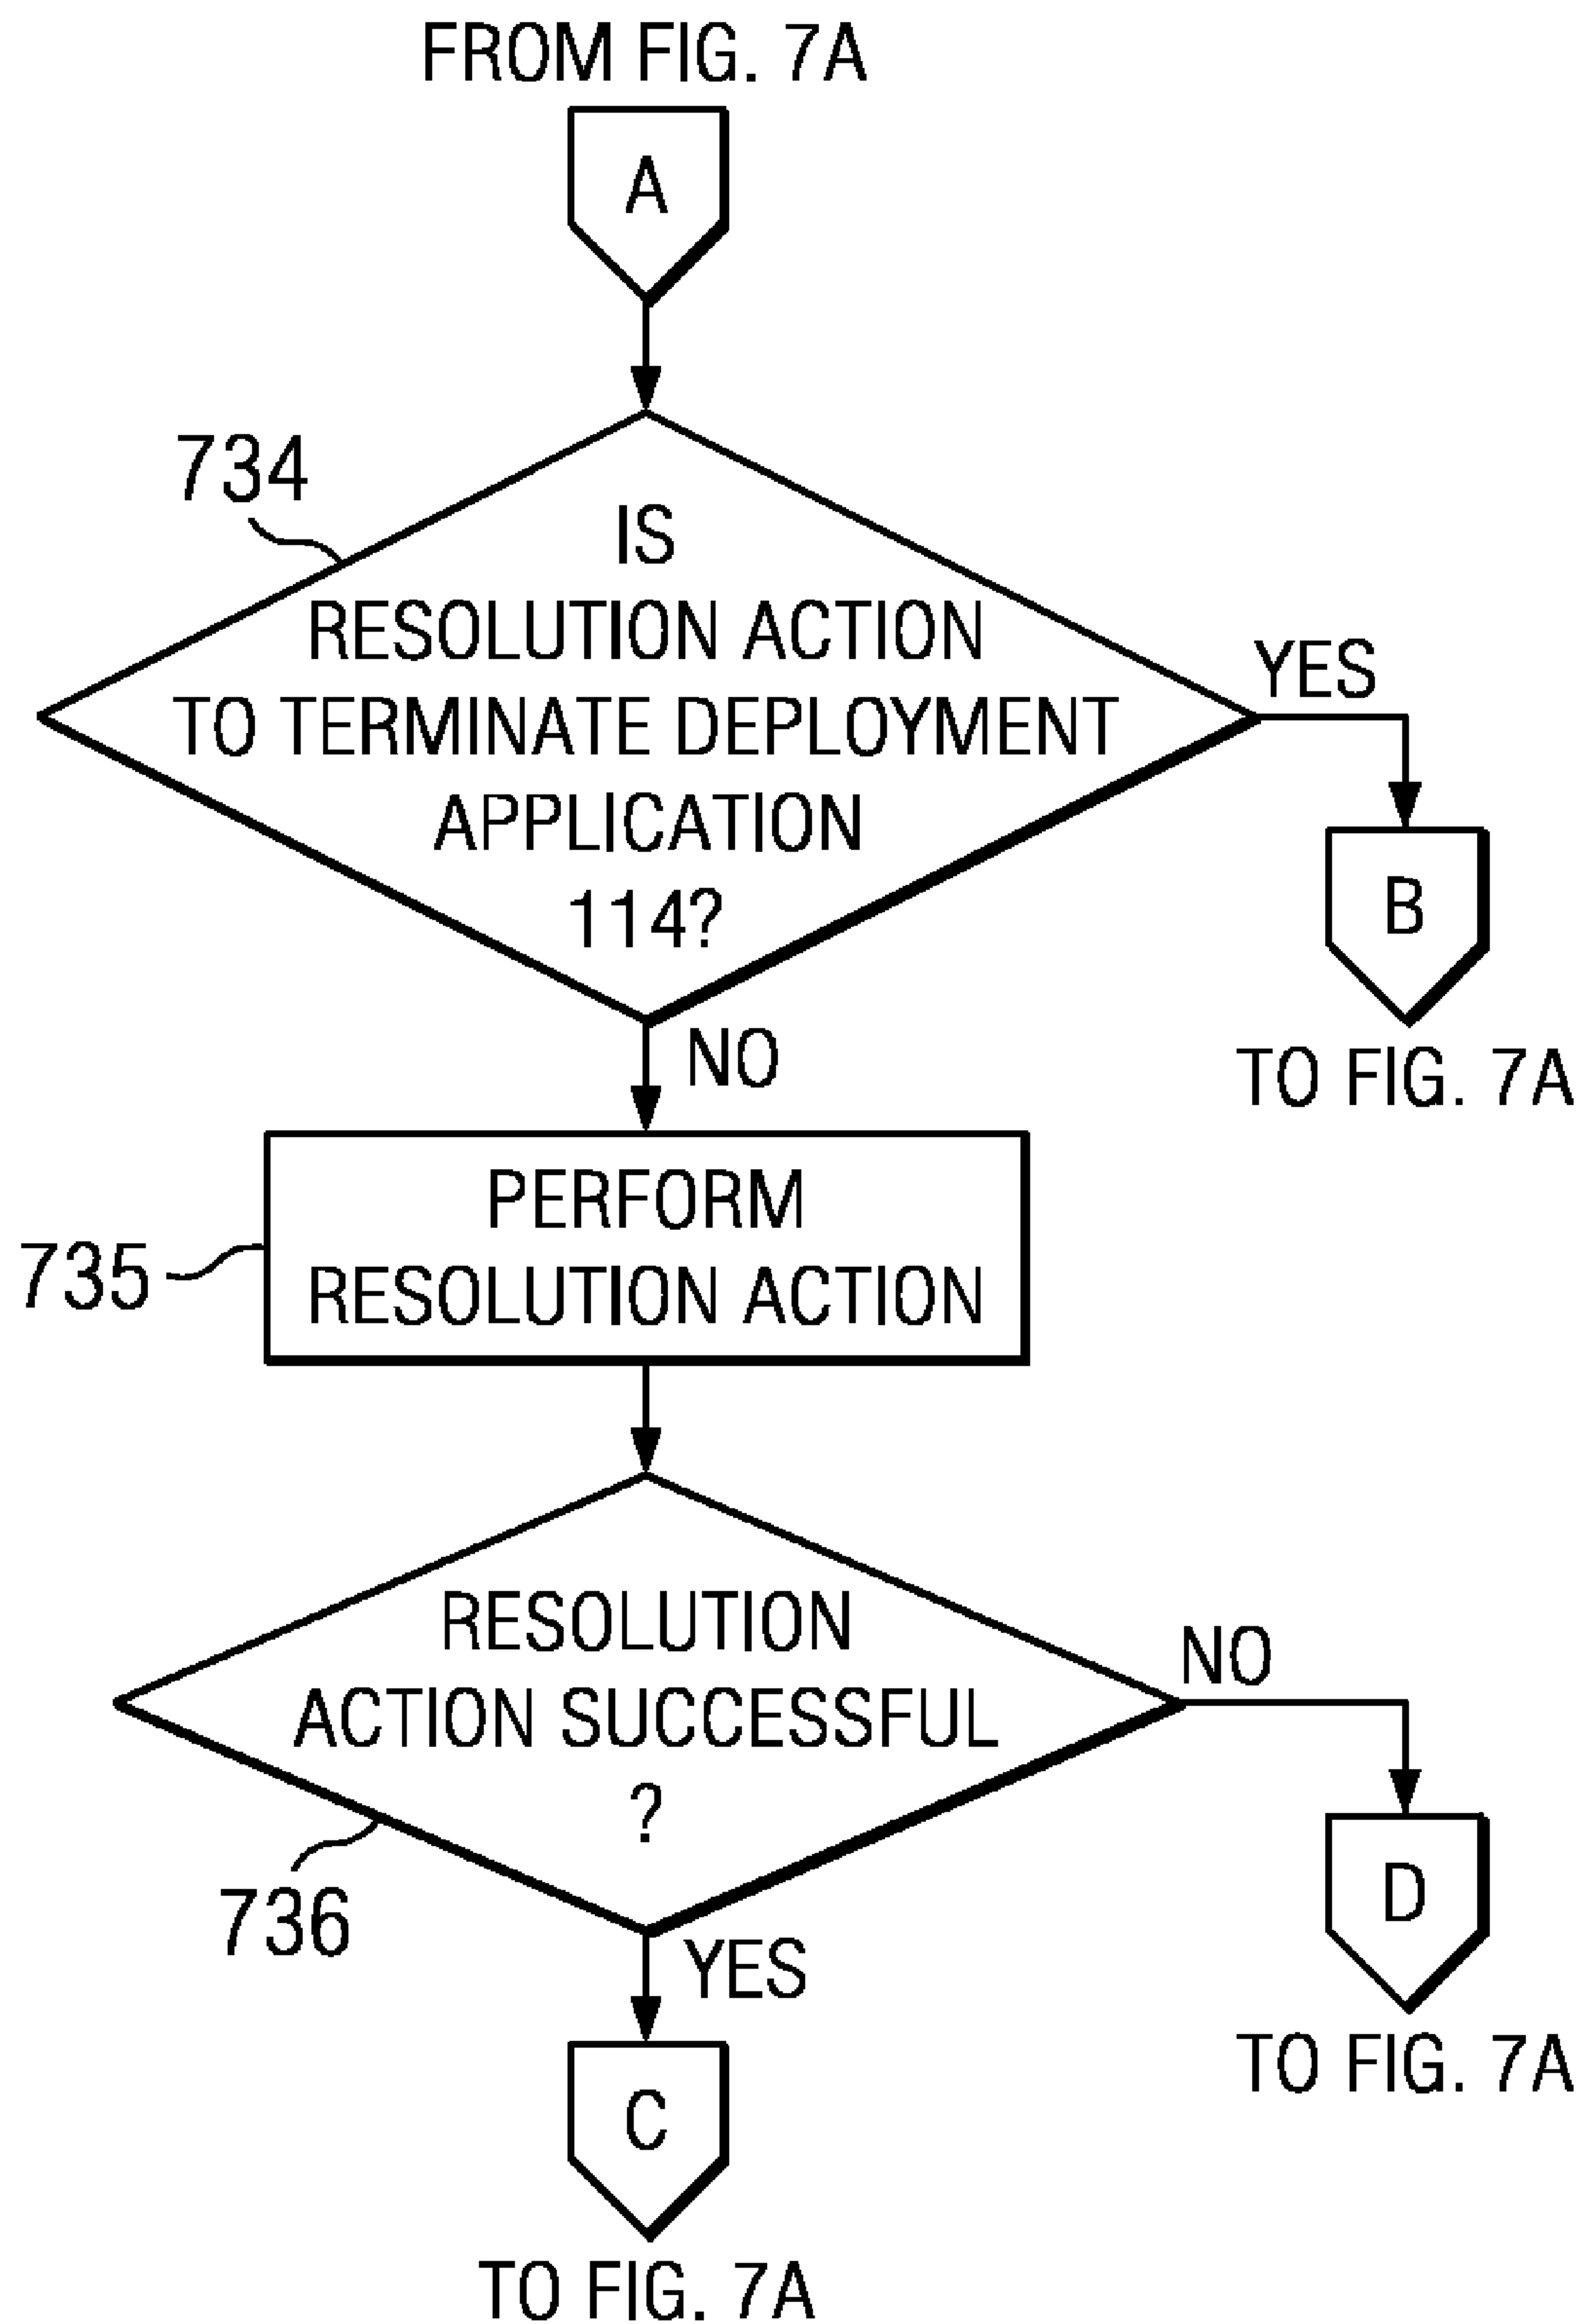 FROM FIG. 7A
A
734
IS
RESOLUTION ACTION
TO TERMINATE DEPLOYMENT
APPLICATION
114?
YES
B
TO FIG. 7A
NO
PERFORM
RESOLUTION ACTION
735
RESOLUTION
ACTION SUCCESSFUL
?
NO
D
TO FIG. 7A
736
YES
C
TO FIG. 7A